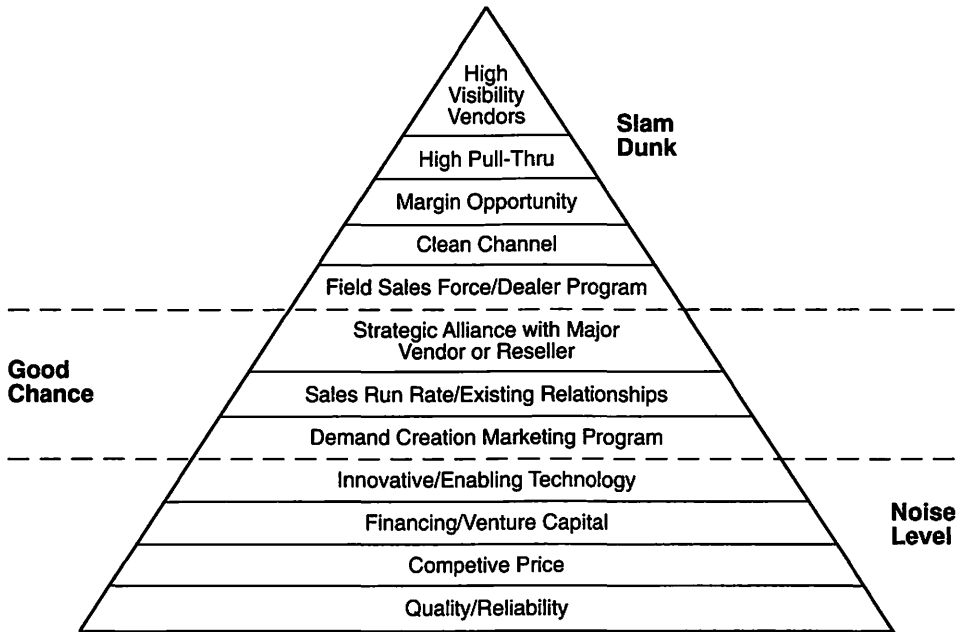 High
Visibility
Vendors
Slam
Dunk
High Pull-Thru
Margin Opportunity
Clean Channel
Field Sales Force/Dealer Program
Strategic Alliance with Major
Vendor or Reseller
Good
Chance
Sales Run Rate/Existing Relationships
Demand Creation Marketing Program
Innovative/Enabling Technology
Noise
Level
Financing/Venture Capital
Competive Price
Quality/Reliability